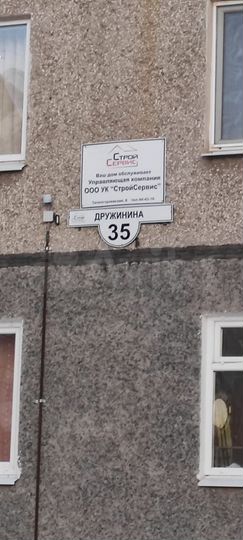 СТРОЙ
СЕРВИС
Ваш дом обслуживает
Управляющая компания
ООО УК "СтройСервис"
ДРУЖИНИНА
35